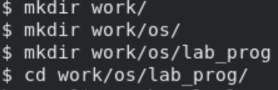 $ mkdir work/
$ mkdir work/os/
$ mkdir work/os/lab_prog
$ cd work/os/lab_prog/